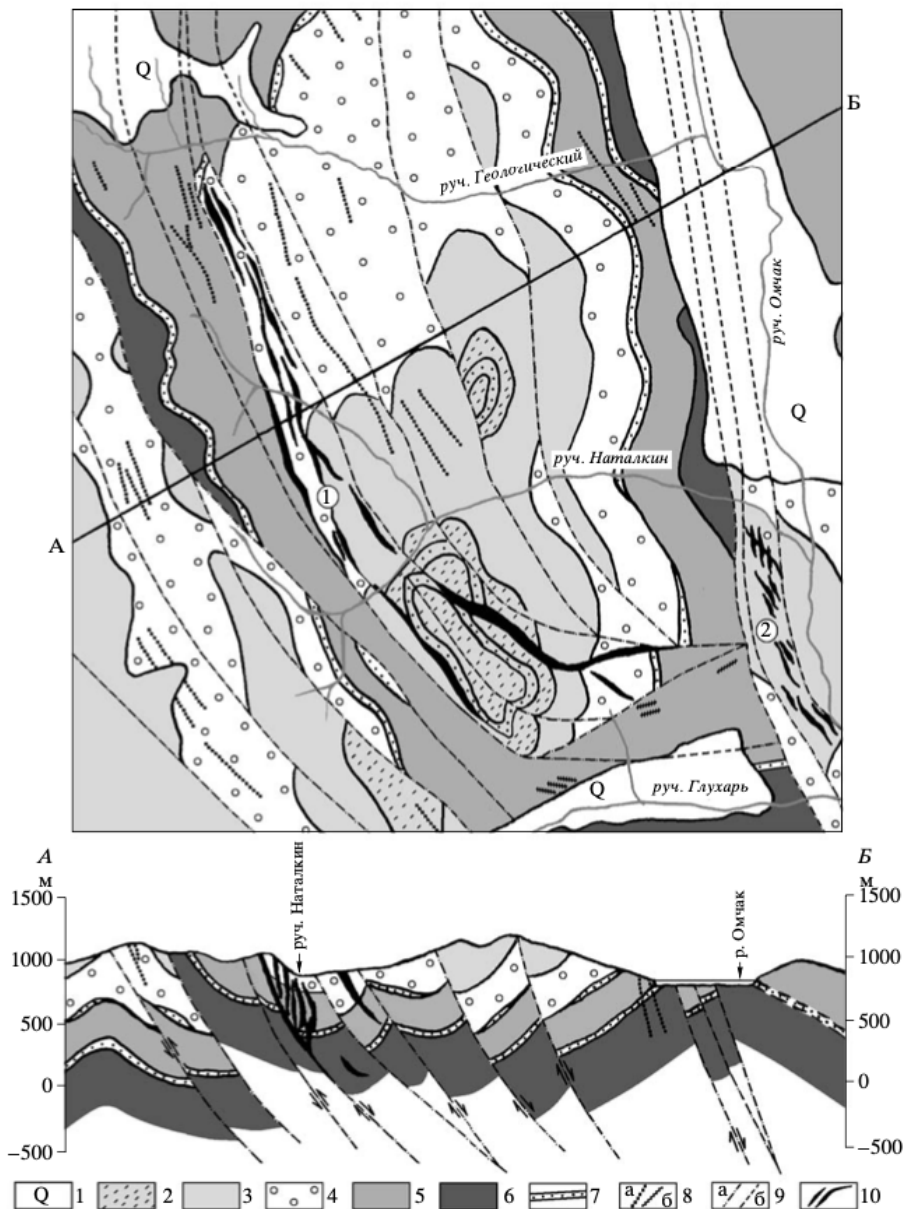 Q
Б
руч. Геологический
руч. Омчак
Q
руч. Наталкин
1
А
2
Q
руч. Глухарь
А
м
1500
1000
500
0
–500
руч. Наталкин
р. Омчак
Б
м
1500
1000
500
0
–500
Q 1 2 3 4 5 6 7 а б 8 а б 9 10